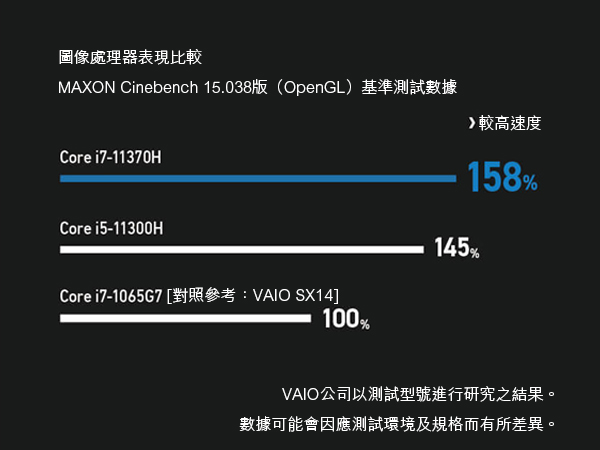 圖像處理器表現比較
MAXON Cinebench 15.038版（OpenGL）基準測試數據
❯較高速度
Core i7-11370H
158%
Core i5-11300H
145%
Core i7-1065G7 [對照參考：VAIO SX14]
100%
VAIO公司以測試型號進行研究之結果。
數據可能會因應測試環境及規格而有所差異。